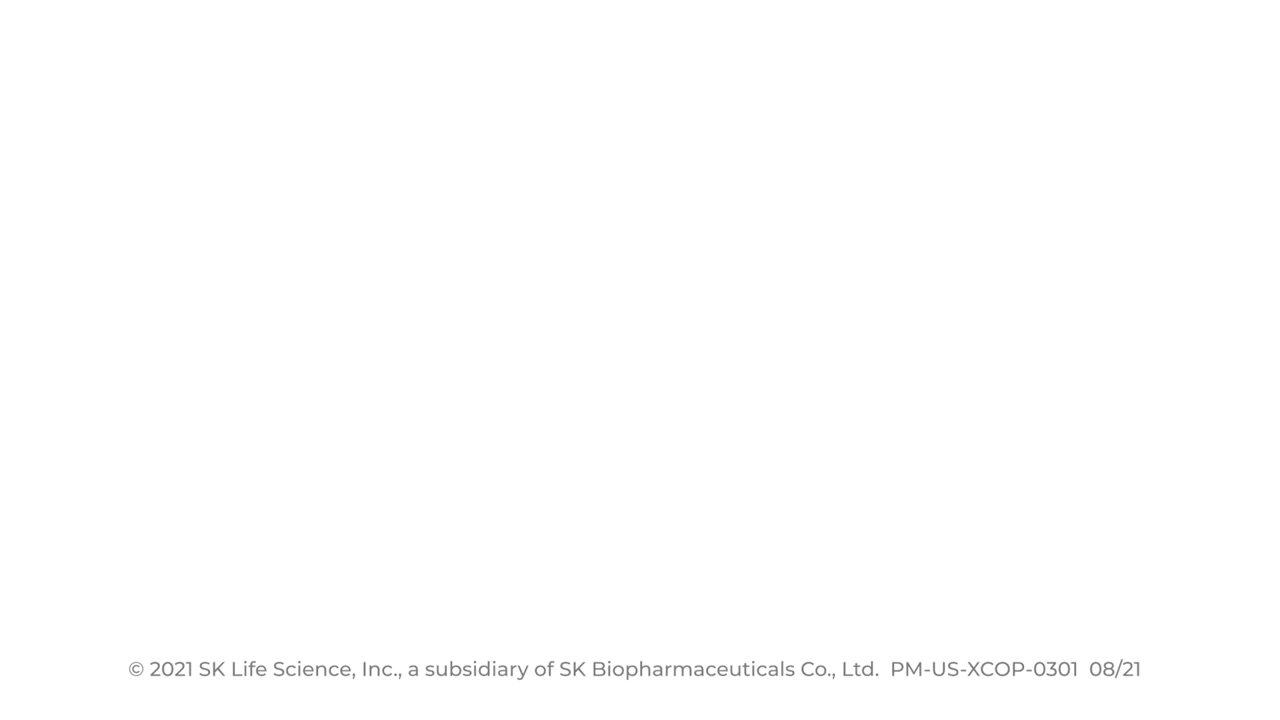 © 2021 SK Life Science, Inc., a subsidiary of SK Biopharmaceuticals Co., Ltd.  PM-US-XCOP-0301  08/21